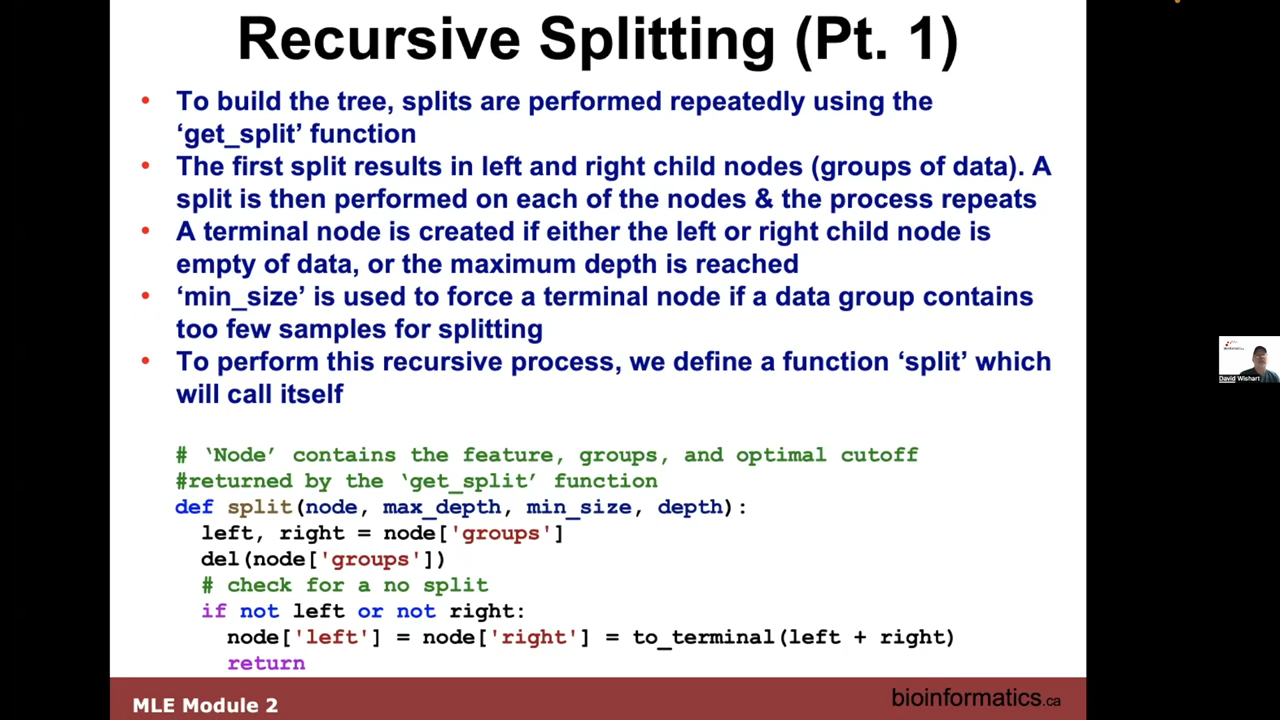 Recursive Splitting (Pt. 1)
• To build the tree, splits are performed repeatedly using the
‘get_split’ function
• The first split results in left and right child nodes (groups of data). A
split is then performed on each of the nodes & the process repeats
• A terminal node is created if either the left or right child node is
empty of data, or the maximum depth is reached
• ‘min_size’ is used to force a terminal node if a data group contains
too few samples for splitting
• To perform this recursive process, we define a function ‘split’ which
will call itself
# ‘Node’ contains the feature, groups, and optimal cutoff
#returned by the ‘get_split’ function
def split(node, max_depth, min_size, depth):
left, right = node['groups']
del(node['groups'])
# check for a no split
if not left or not right:
node['left'] = node['right'] = to_terminal(left + right)
return
David Wishart
MLE Module 2
bioinformatics.ca